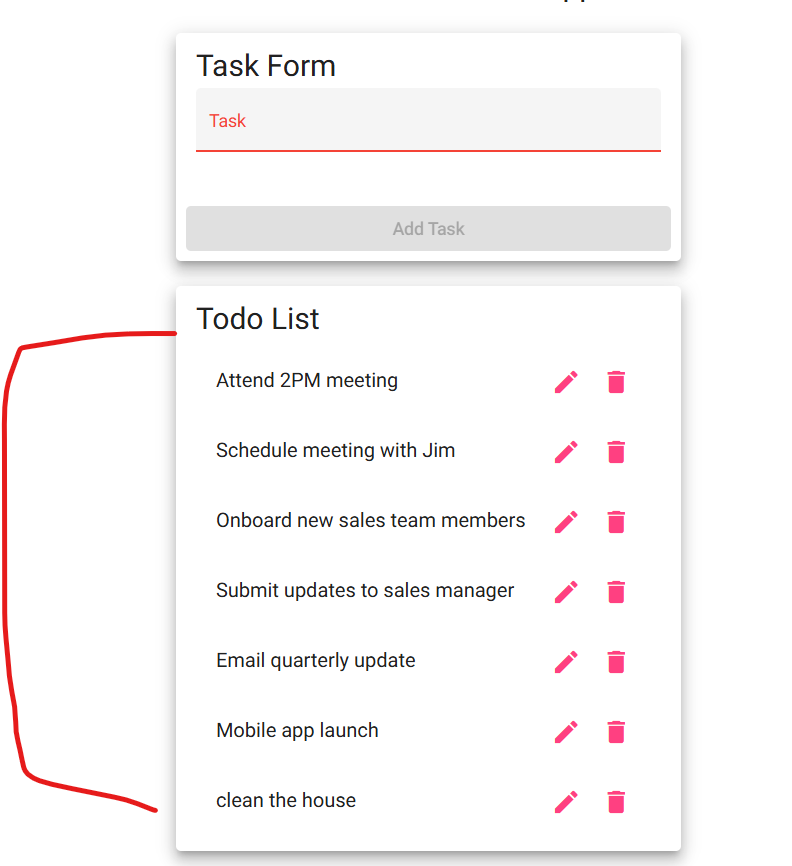 Task Form
Task
Add Task
Todo List
Attend 2PM meeting
Schedule meeting with Jim
Onboard new sales team members
Submit updates to sales manager
Email quarterly update
Mobile app launch
clean the house